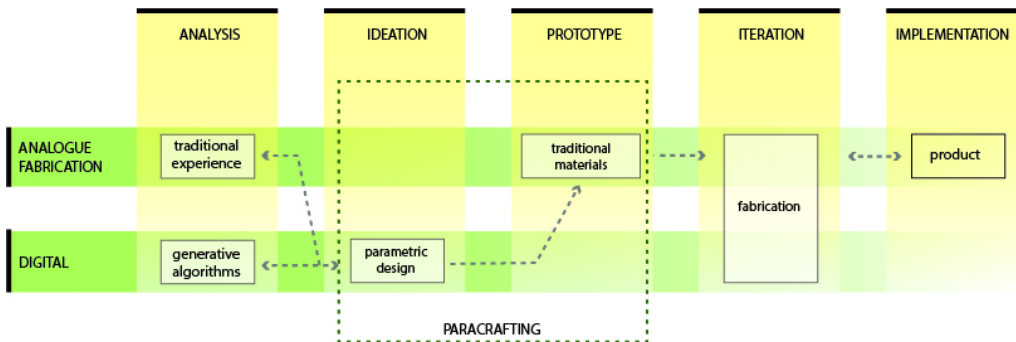 ANALYSIS
IDEATION
PROTOTYPE
ITERATION
IMPLEMENTATION
ANALOGUE
FABRICATION
traditional
experience
traditional
materials
fabrication
product
DIGITAL
generative
algorithms
parametric
design
PARACRAFTING